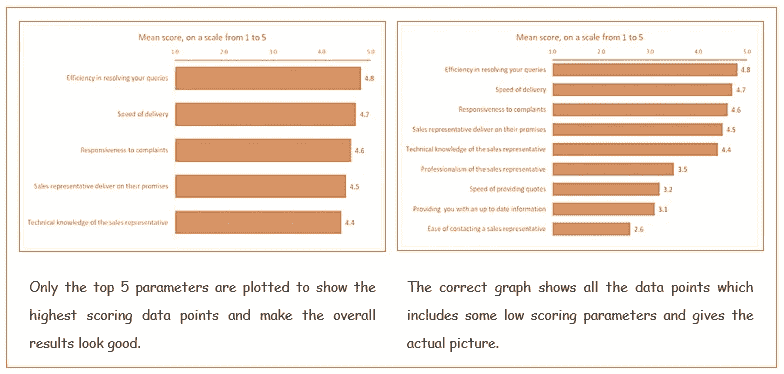 Mean score, on a scale from 1 to 5
1.0 2.0 3.0 4.0 5.0
Efficiency in resolving your queries 4.8
Speed of delivery 4.7
Responsiveness to complaints 4.6
Sales representative deliver on their promises 4.5
Technical knowledge of the sales representative 4.4
Only the top 5 parameters are plotted to show the
highest scoring data points and make the overall
results look good.
Mean score, on a scale from 1 to 5
1.0 2.0 3.0 4.0 5.0
Efficiency in resolving your queries 4.8
Speed of delivery 4.7
Responsiveness to complaints 4.6
Sales representative deliver on their promises 4.5
Technical knowledge of the sales representative 4.4
Professionalism of the sales representative 3.5
Speed of providing quotes 3.2
Providing you with an up to date information 3.1
Ease of contacting a sales representative 2.6
The correct graph shows all the data points which
includes some low scoring parameters and gives the
actual picture.